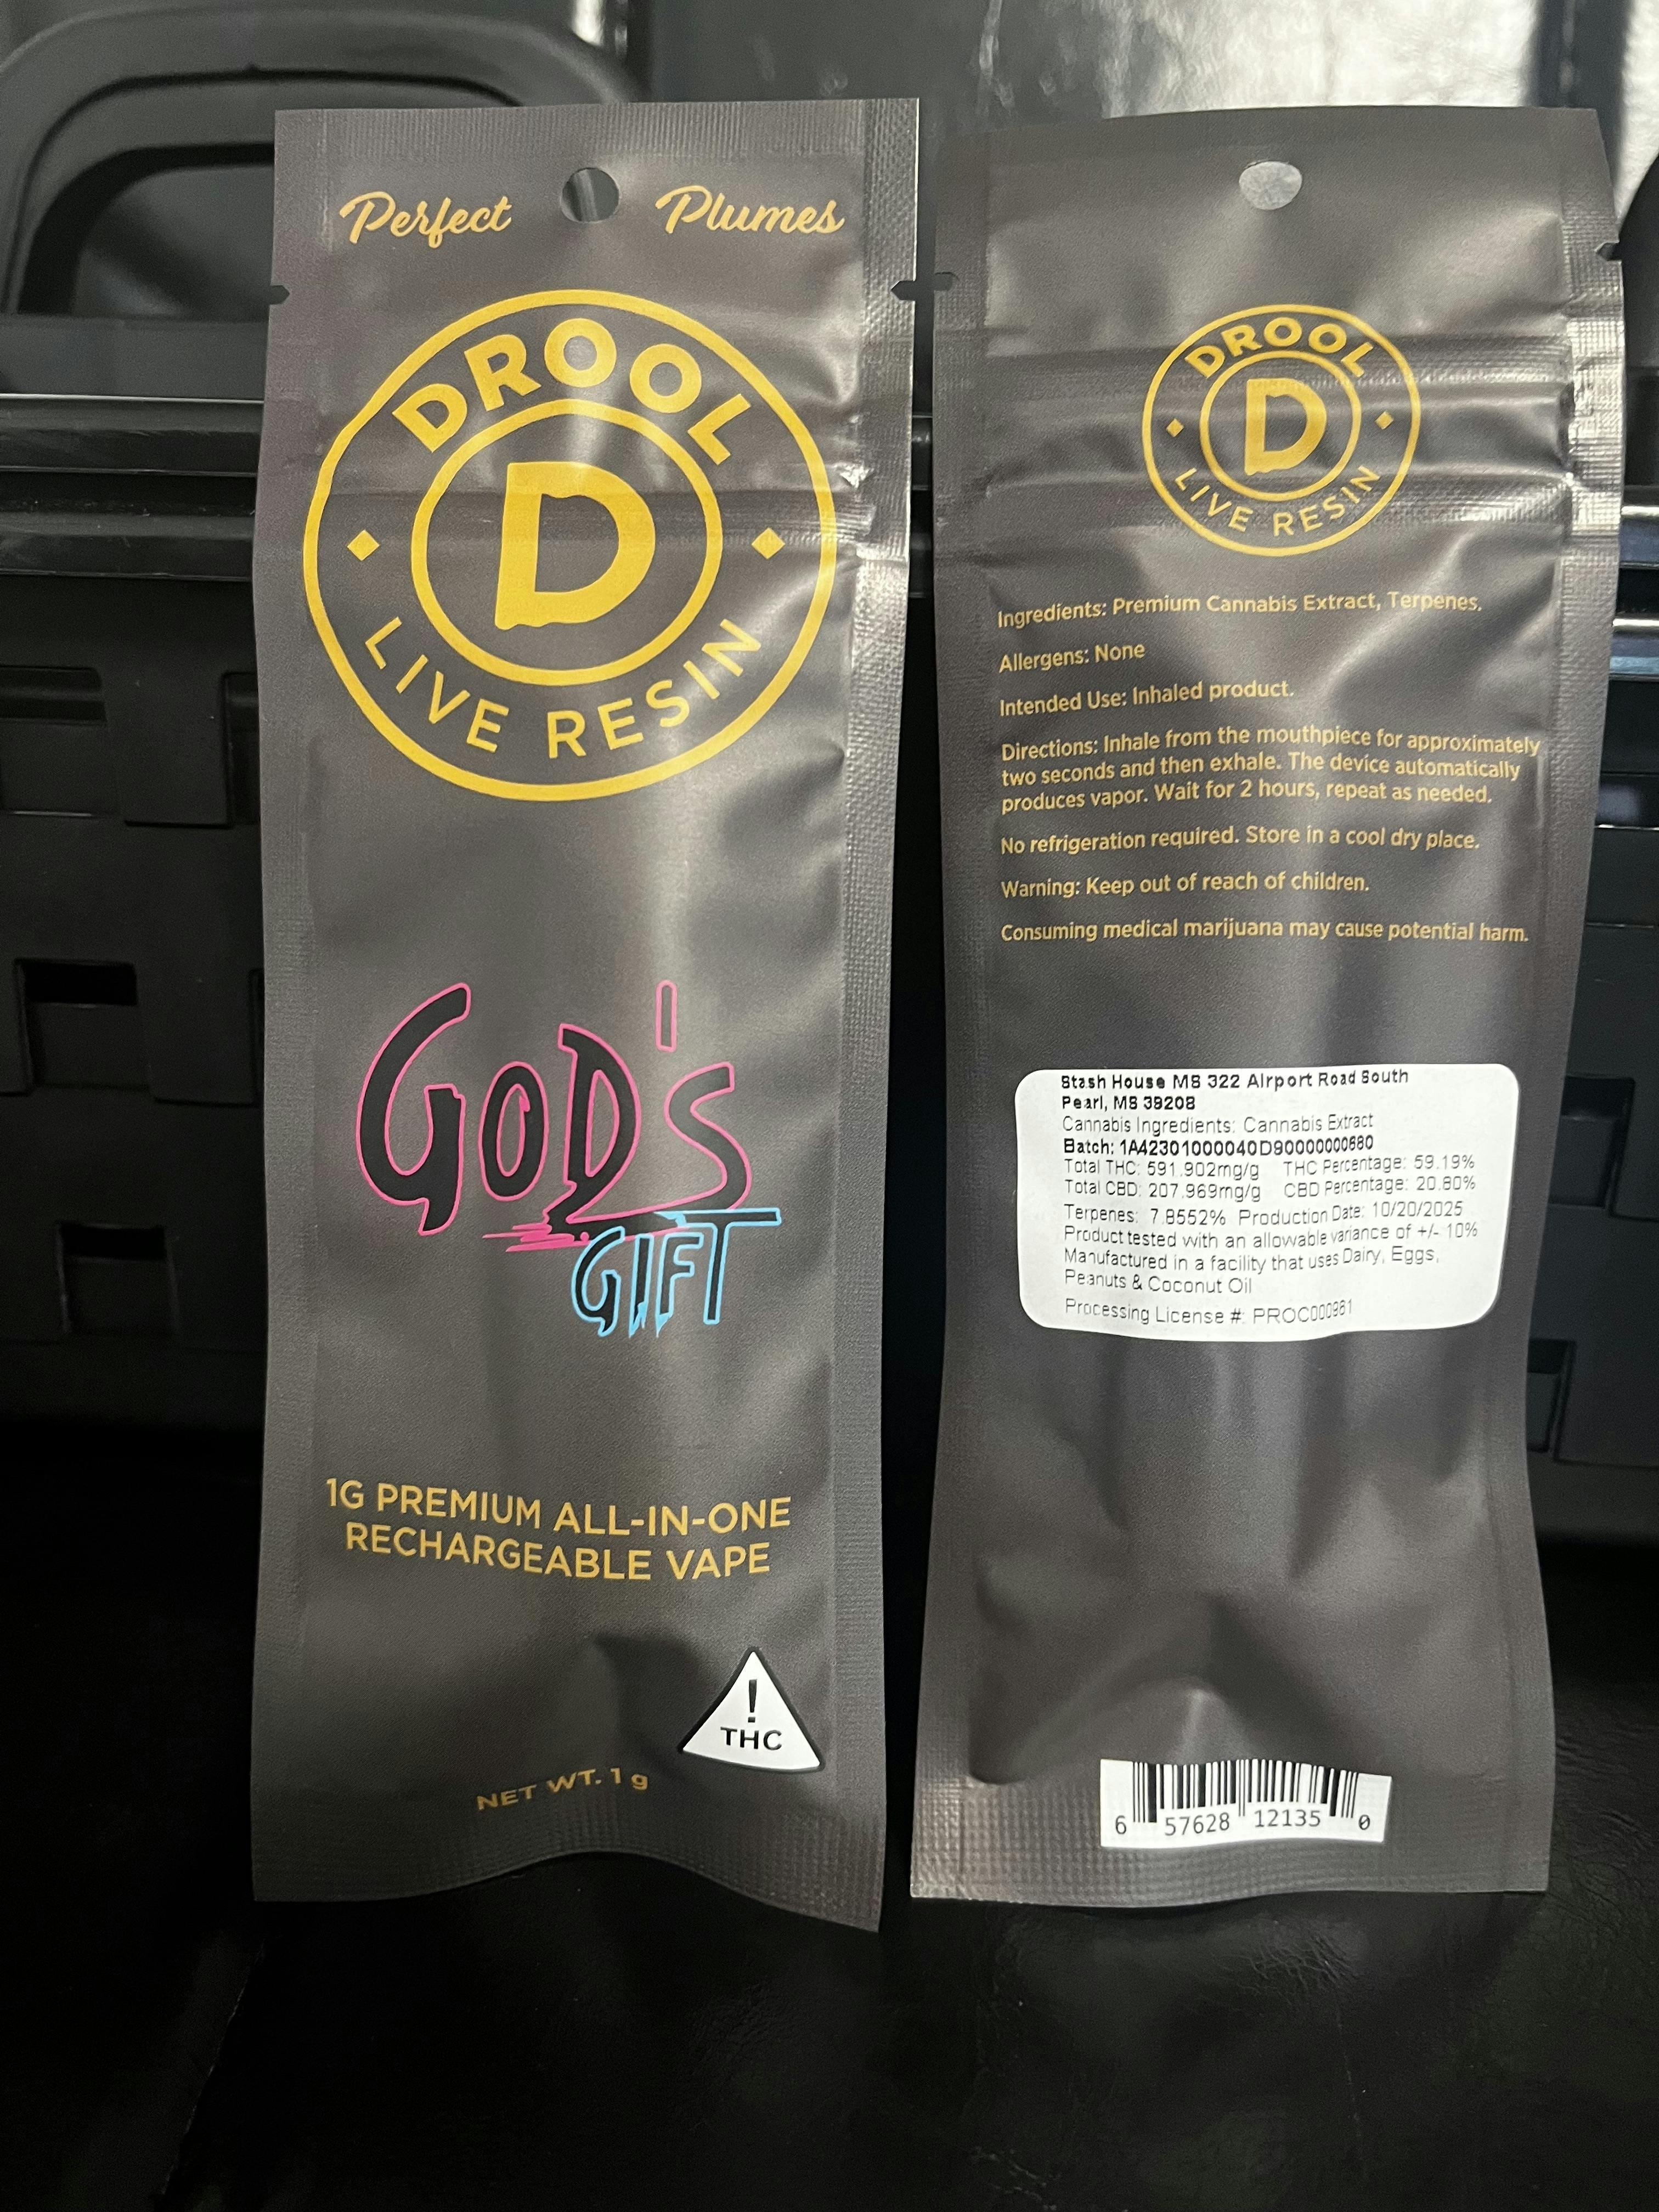 Perfect Plumes
DROOL
D
LIVE RESIN
GOD'S
GIFT
1G PREMIUM ALL-IN-ONE
RECHARGEABLE VAPE
!
THC
NET WT. 1 g
DROOL
D
LIVE RESIN
Ingredients: Premium Cannabis Extract, Terpenes.
Allergens: None
Intended Use: Inhaled product.
Directions: Inhale from the mouthpiece for approximately
two seconds and then exhale. The device automatically
produces vapor. Wait for 2 hours, repeat as needed.
No refrigeration required. Store in a cool dry place.
Warning: Keep out of reach of children.
Consuming medical marijuana may cause potential harm.
Stash House MS 322 Airport Road South
Pearl, MS 39208
Cannabis Ingredients: Cannabis Extract
Batch: 1A42301000040D90000000680
Total THC: 591.902mg/g THC Percentage: 59.19%
Total CBD: 207.969mg/g CBD Percentage: 20.80%
Terpenes: 7.8552% Production Date: 10/20/2025
Product tested with an allowable variance of +/- 10%
Manufactured in a facility that uses Dairy, Eggs,
Peanuts & Coconut Oil
Processing License #: PROC000961
6 57628 12135 0